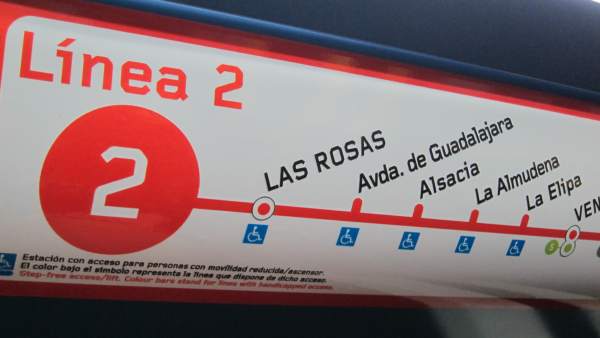 Línea 2
2
LAS ROSAS
Avda. de Guadalajara
Alsacia
La Almudena
La Elipa
VEN
5
Estación con acceso para personas con movilidad reducida/ascensor.
El color bajo el símbolo representa la línea que dispone de dicho acceso.
Step-free access/lift. Colour bars stand for lines with handicapped access.